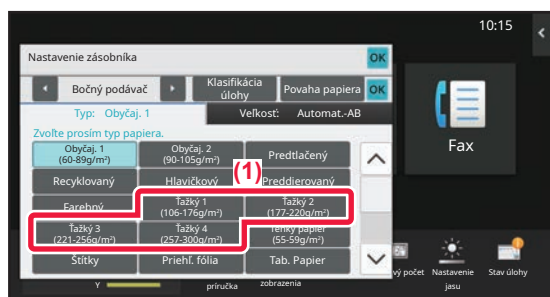 10:15
Nastavenie zásobníka
OK
Bočný podávač
Klasifikácia úlohy
Povaha papiera
OK
Typ: Obyčaj. 1
Veľkosť: Automat.-AB
Zvoľte prosím typ papiera.
Obyčaj. 1
(60-89g/m²)
Obyčaj. 2
(90-105g/m²)
Predtlačený
Recyklovaný
Hlavičkový
(1)
Preddierovaný
Farebný
Ťažký 1
(106-176g/m²)
Ťažký 2
(177-220g/m²)
Ťažký 3
(221-256g/m²)
Ťažký 4
(257-300g/m²)
Tenký papier
(55-59g/m²)
Štítky
Priehľ. fólia
Tab. Papier
Fax
Y
príručka
zobrazenia
počet
Nastavenie
jasu
Stav úlohy